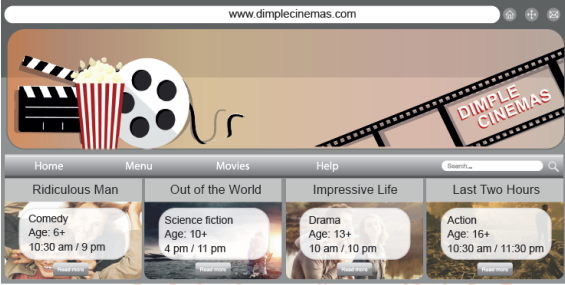 www.dimplecinemas.com
DIMPLE
CINEMAS
Home Menu Movies Help Search...
Ridiculous Man
Comedy
Age: 6+
10:30 am / 9 pm
Read more
Out of the World
Science fiction
Age: 10+
4 pm / 11 pm
Read more
Impressive Life
Drama
Age: 13+
10 am / 10 pm
Read more
Last Two Hours
Action
Age: 16+
10:30 am / 11:30 pm
Read more